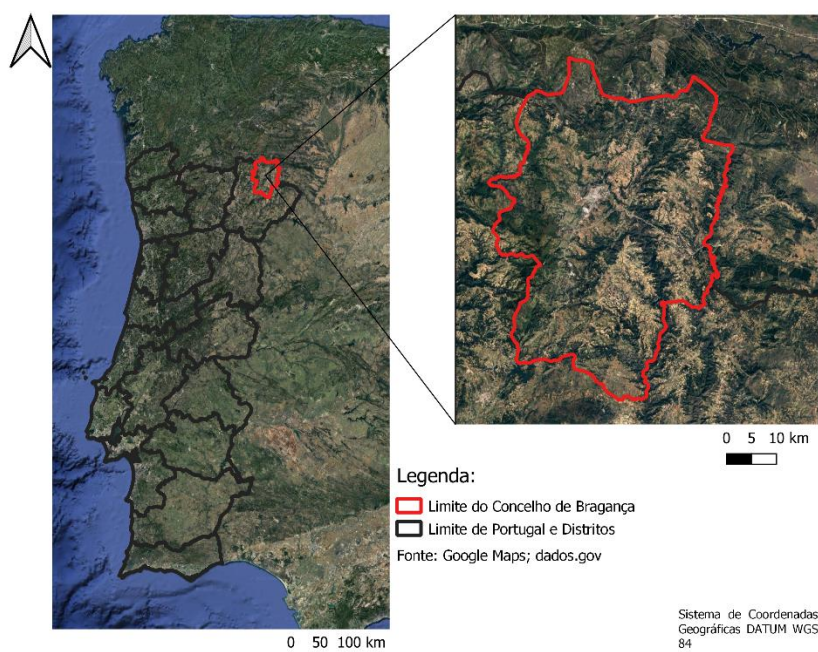 0 5 10 km
Legenda:
Limite do Concelho de Bragança
Limite de Portugal e Distritos
Fonte: Google Maps; dados.gov
Sistema de Coordenadas
Geográficas DATUM WGS
84
0 50 100 km